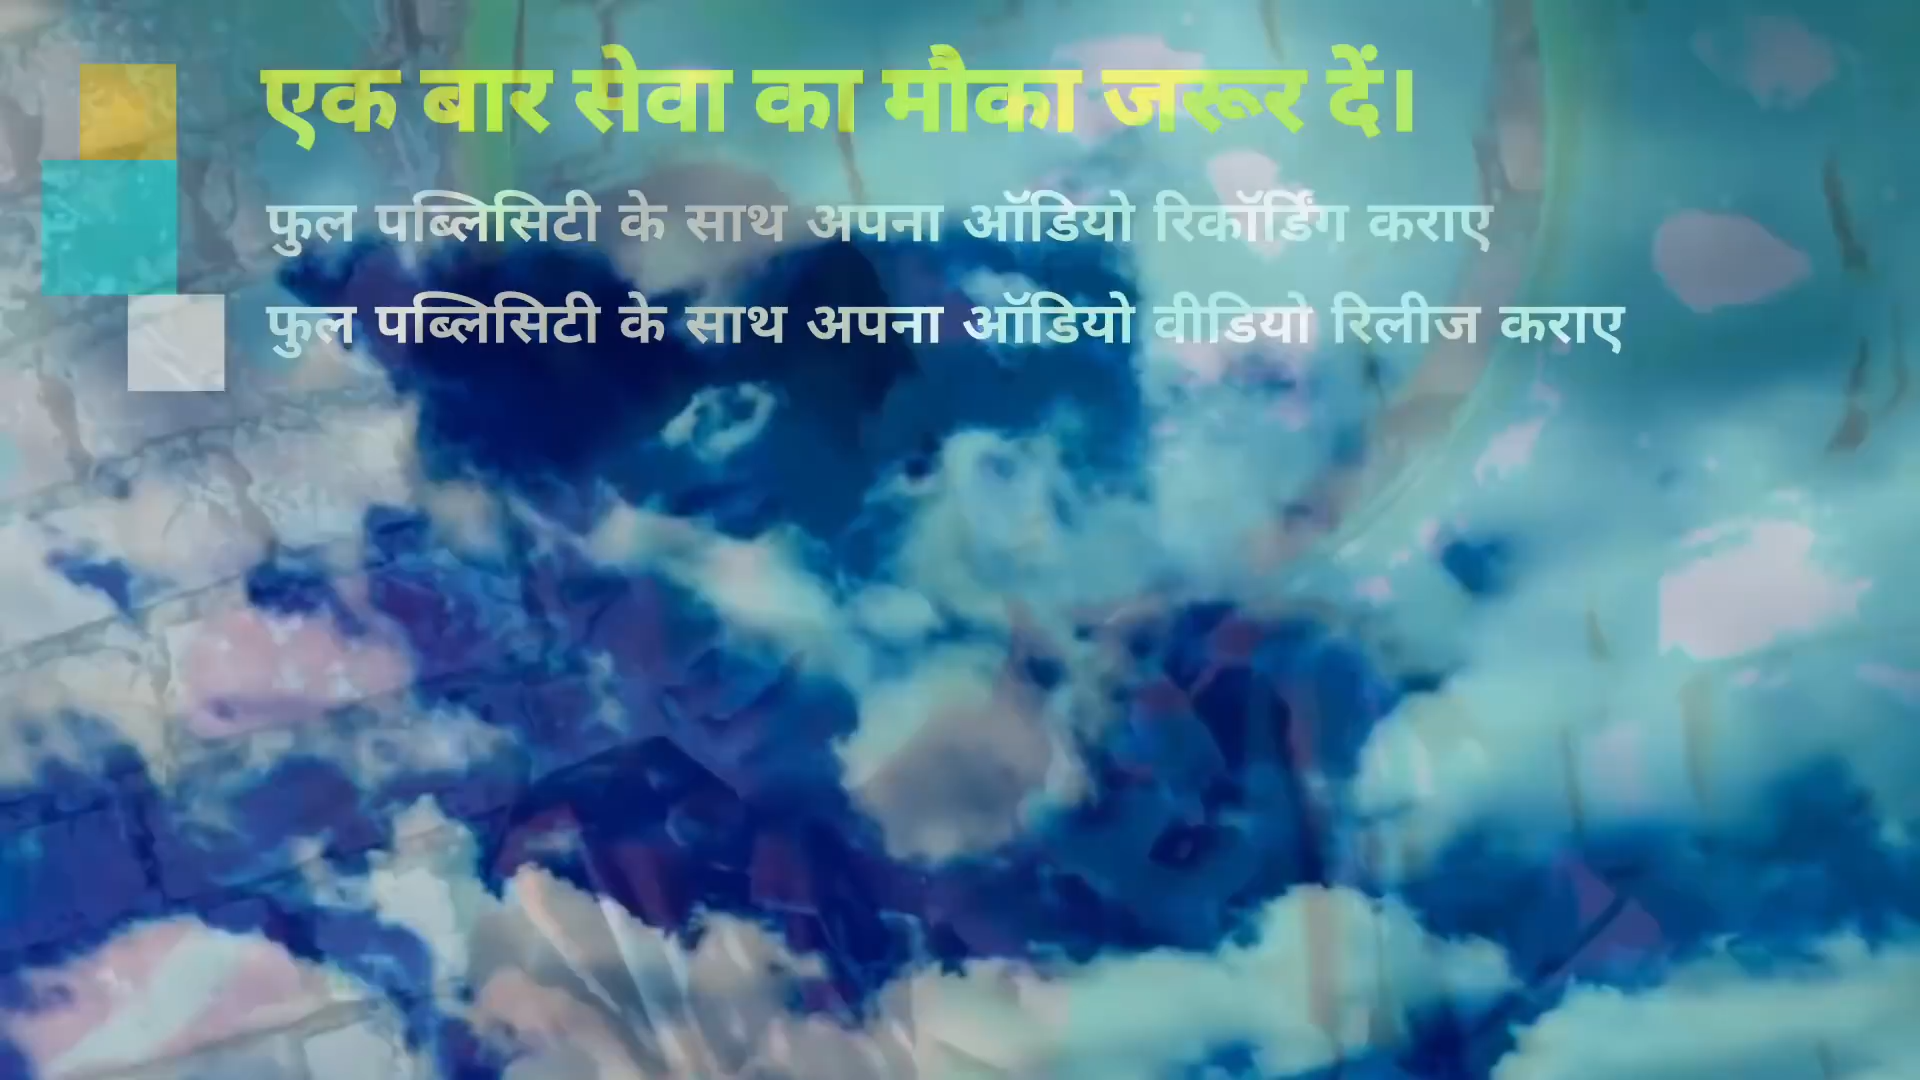 एक बार सेवा का मौका जरूर दें।
फुल पब्लिसिटी के साथ अपना ऑडियो रिकॉर्डिंग कराए
फुल पब्लिसिटी के साथ अपना ऑडियो वीडियो रिलीज कराए